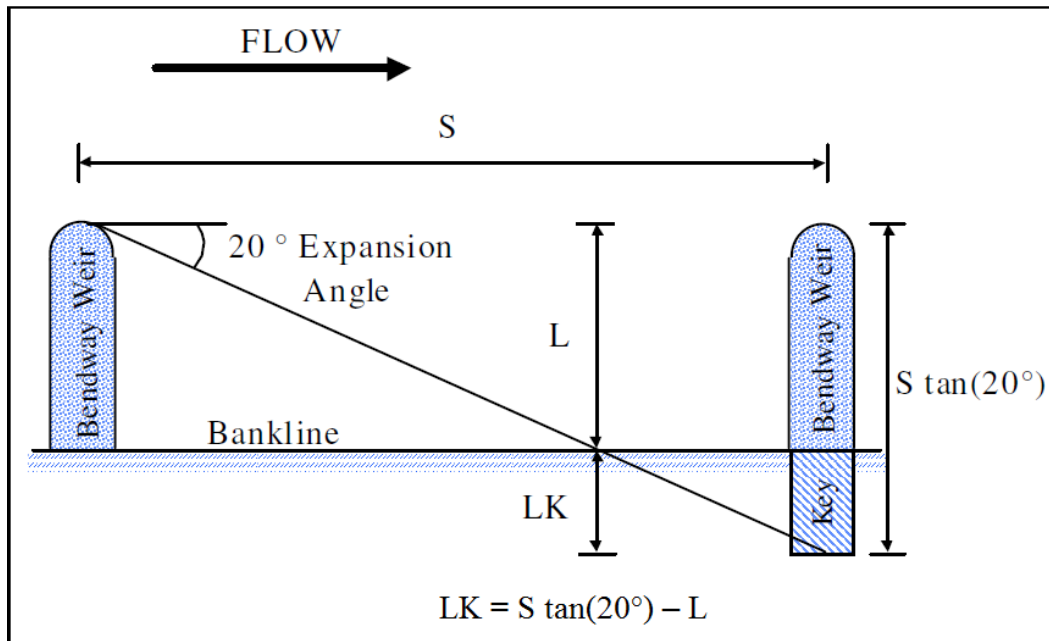 FLOW
S
20 ° Expansion
Angle
Bendway Weir
Bendway Weir
L
S tan(20°)
Bankline
LK
Key
LK = S tan(20°) – L